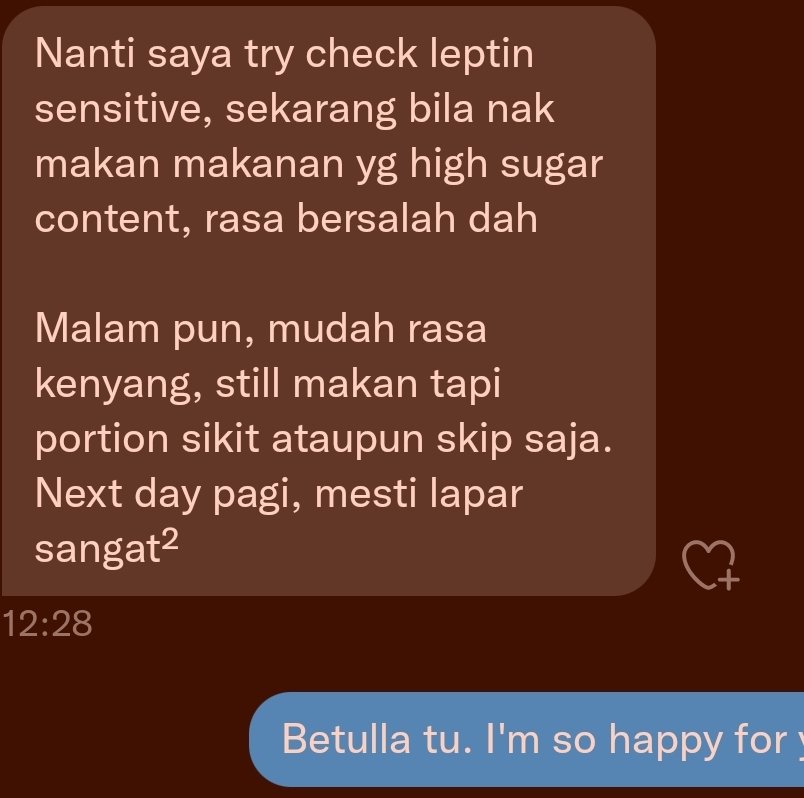 Nanti saya try check leptin
sensitive, sekarang bila nak
makan makanan yg high sugar
content, rasa bersalah dah
Malam pun, mudah rasa
kenyang, still makan tapi
portion sikit ataupun skip saja.
Next day pagi, mesti lapar
sangat²
12:28
Betulla tu. I'm so happy for